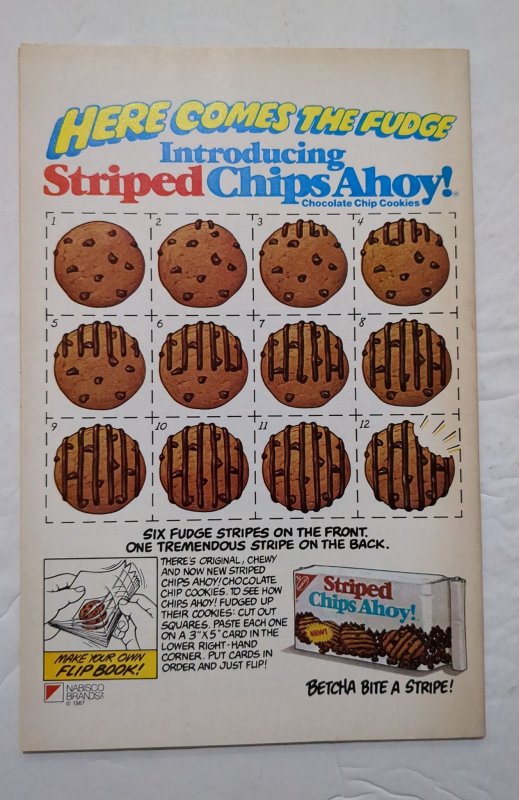 HERE COMES THE FUDGE
Introducing
Striped Chips Ahoy!®
Chocolate Chip Cookies
1 2 3 4
5 6 7 8
9 10 11 12
SIX FUDGE STRIPES ON THE FRONT.
ONE TREMENDOUS STRIPE ON THE BACK.
THERE'S ORIGINAL, CHEWY
AND NOW NEW STRIPED
CHIPS AHOY! CHOCOLATE
CHIP COOKIES. TO SEE HOW
CHIPS AHOY! FUDGED UP
THEIR COOKIES: CUT OUT
SQUARES. PASTE EACH ONE
ON A 3"X5" CARD IN THE
LOWER RIGHT-HAND
CORNER. PUT CARDS IN
ORDER AND JUST FLIP!
MAKE YOUR OWN
FLIP BOOK!
NABISCO
BRANDS
© 1987
Striped
Chips Ahoy!
NEW!
BETCHA BITE A STRIPE!